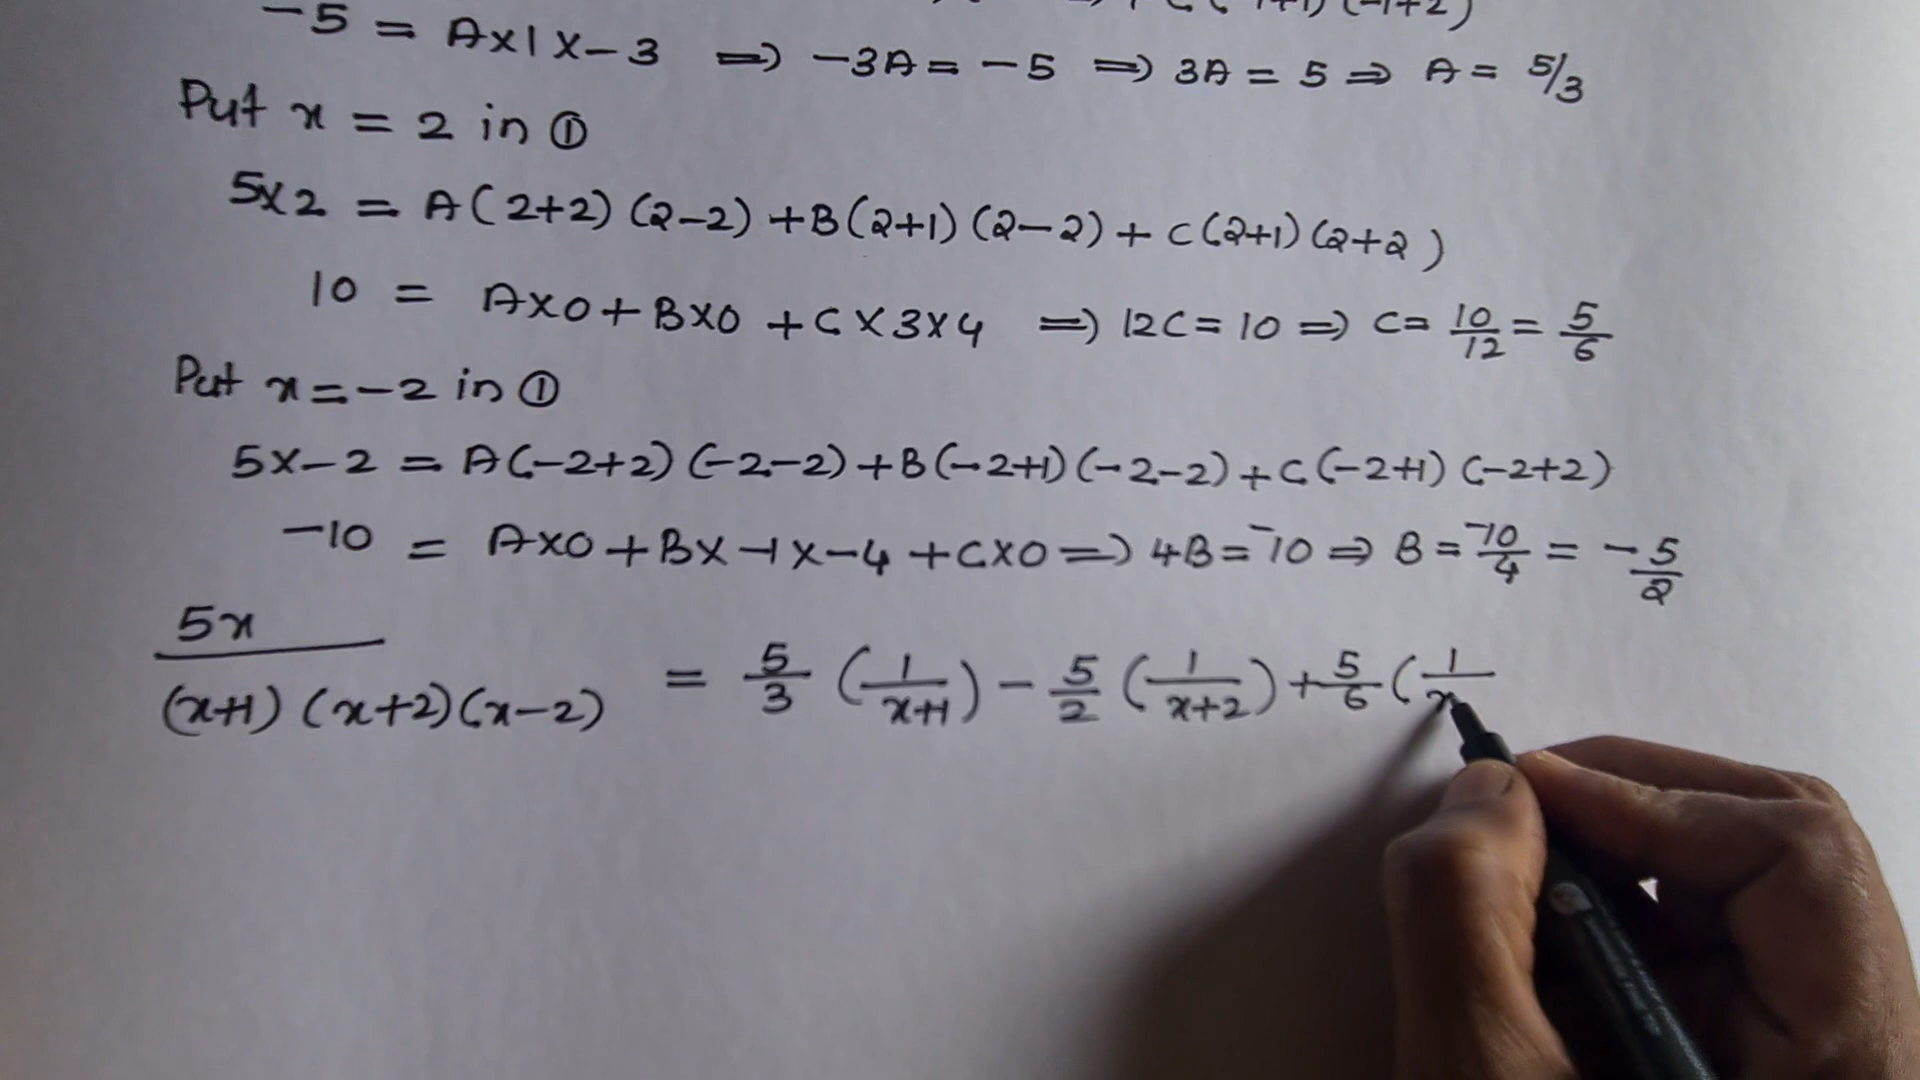 (-1+2)
-5 = A×1×-3 ⇒ -3A = -5 ⇒ 3A = 5 ⇒ A = 5/3
Put x = 2 in ①
5×2 = A(2+2)(2-2)+B(2+1)(2-2)+C(2+1)(2+2)
10 = A×0+B×0+C×3×4 ⇒ 12C = 10 ⇒ C = 10/12 = 5/6
Put x = -2 in ①
5×-2 = A(-2+2)(-2-2)+B(-2+1)(-2-2)+C(-2+1)(-2+2)
-10 = A×0+B×-1×-4+C×0 ⇒ 4B = -10 ⇒ B = -10/4 = -5/2
5x/(x+1)(x+2)(x-2) = 5/3(1/x+1) - 5/2(1/x+2) + 5/6(1/x